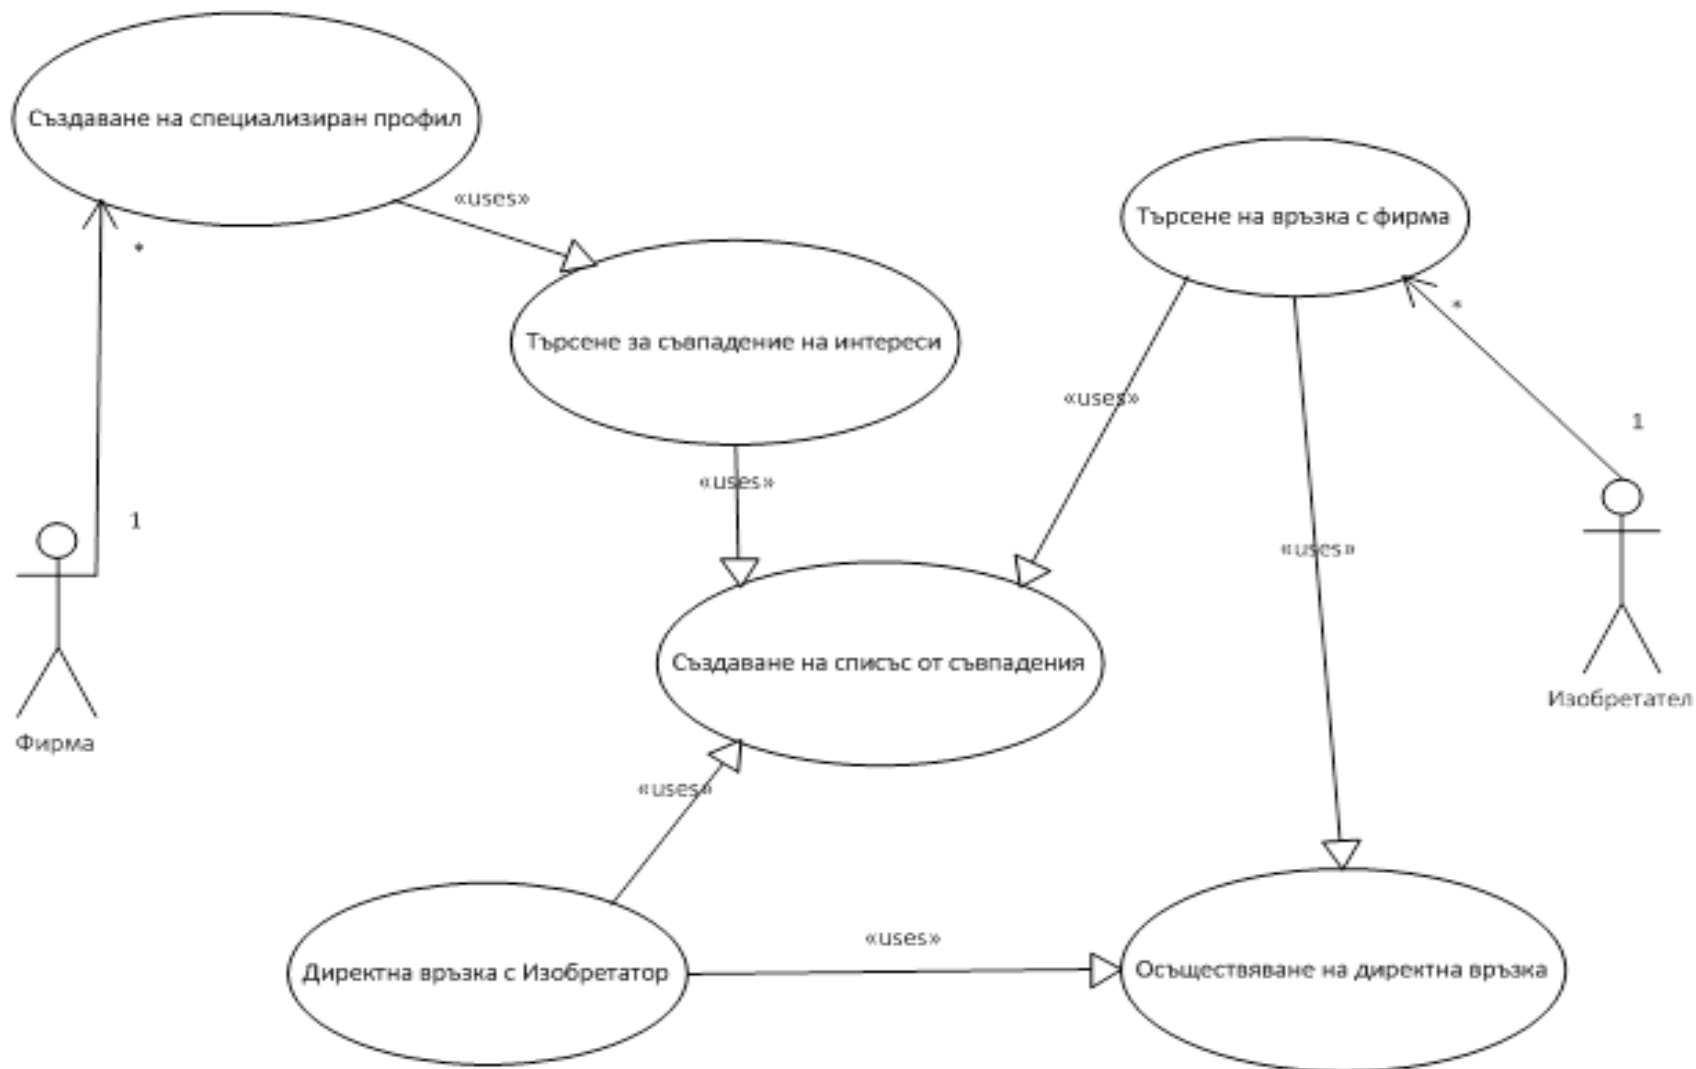 Създаване на специализиран профил
«uses»
*
Търсене на връзка с фирма
*
Търсене за съвпадение на интереси
«uses»
1
«uses»
1
«uses»
Създаване на списъс от съвпадения
Изобретател
Фирма
«uses»
«uses»
Директна връзка с Изобретатор
Осъществяване на директна връзка